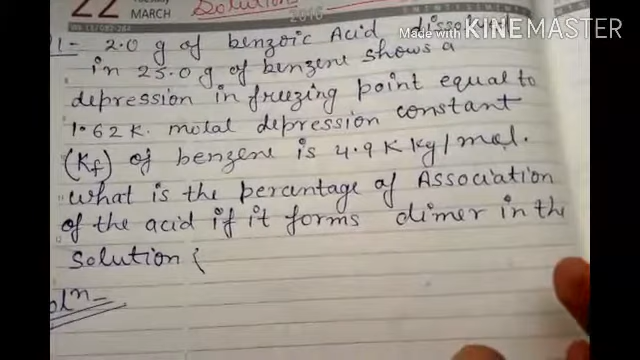 22
MARCH
Solution
2016
Made with KINEMASTER
1 = 2.0 g of benzoic Acid dissolved
in 25.0 g of benzene shows a
depression in freezing point equal to
1.62 K. molal depression constant
(Kf) of benzene is 4.9 K Kg/mol.
What is the percentage of Association
of the acid if it forms dimer in the
solution {